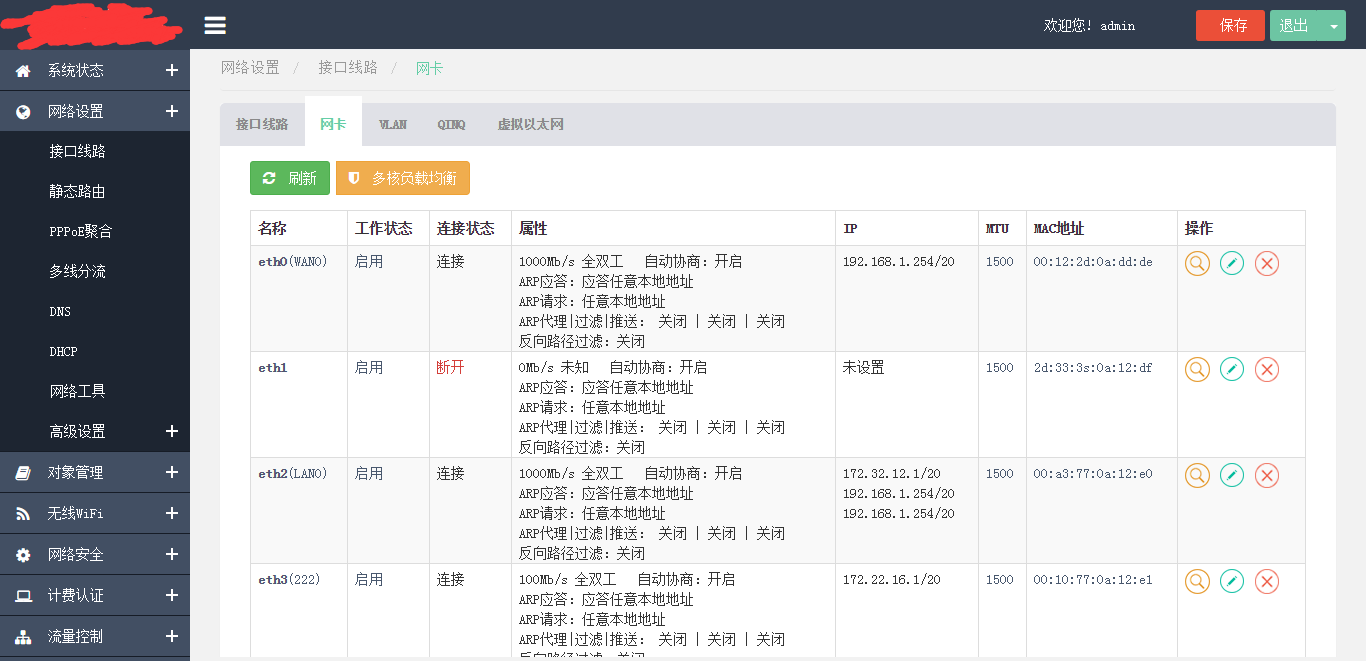 欢迎您! admin
保存
退出
系统状态
网络设置
接口线路
静态路由
PPPoE聚合
多线分流
DNS
DHCP
网络工具
高级设置
对象管理
无线WiFi
网络安全
计费认证
流量控制
网络设置 / 接口线路 / 网卡
接口线路 网卡 VLAN QINQ 虚拟以太网
刷新 多核负载均衡
名称 工作状态 连接状态 属性 IP MTU MAC地址 操作
eth0(WAN0) 启用 连接 1000Mb/s 全双工 自动协商: 开启 192.168.1.254/20 1500 00:12:2d:0a:dd:de
ARP应答: 应答任意本地地址
ARP请求: 任意本地地址
ARP代理|过滤|推送: 关闭 | 关闭 | 关闭
反向路径过滤: 关闭
eth1 启用 断开 0Mb/s 未知 自动协商: 开启 未设置 1500 2d:33:3s:0a:12:df
ARP应答: 应答任意本地地址
ARP请求: 任意本地地址
ARP代理|过滤|推送: 关闭 | 关闭 | 关闭
反向路径过滤: 关闭
eth2(LAN0) 启用 连接 1000Mb/s 全双工 自动协商: 开启 172.32.12.1/20 1500 00:a3:77:0a:12:e0
ARP应答: 应答任意本地地址 192.168.1.254/20
ARP请求: 任意本地地址 192.168.1.254/20
ARP代理|过滤|推送: 关闭 | 关闭 | 关闭
反向路径过滤: 关闭
eth3(222) 启用 连接 100Mb/s 全双工 自动协商: 开启 172.22.16.1/20 1500 00:10:77:0a:12:e1
ARP应答: 应答任意本地地址
ARP请求: 任意本地地址
ARP代理|过滤|推送: 关闭 | 关闭 | 关闭
反向路径过滤: 关闭